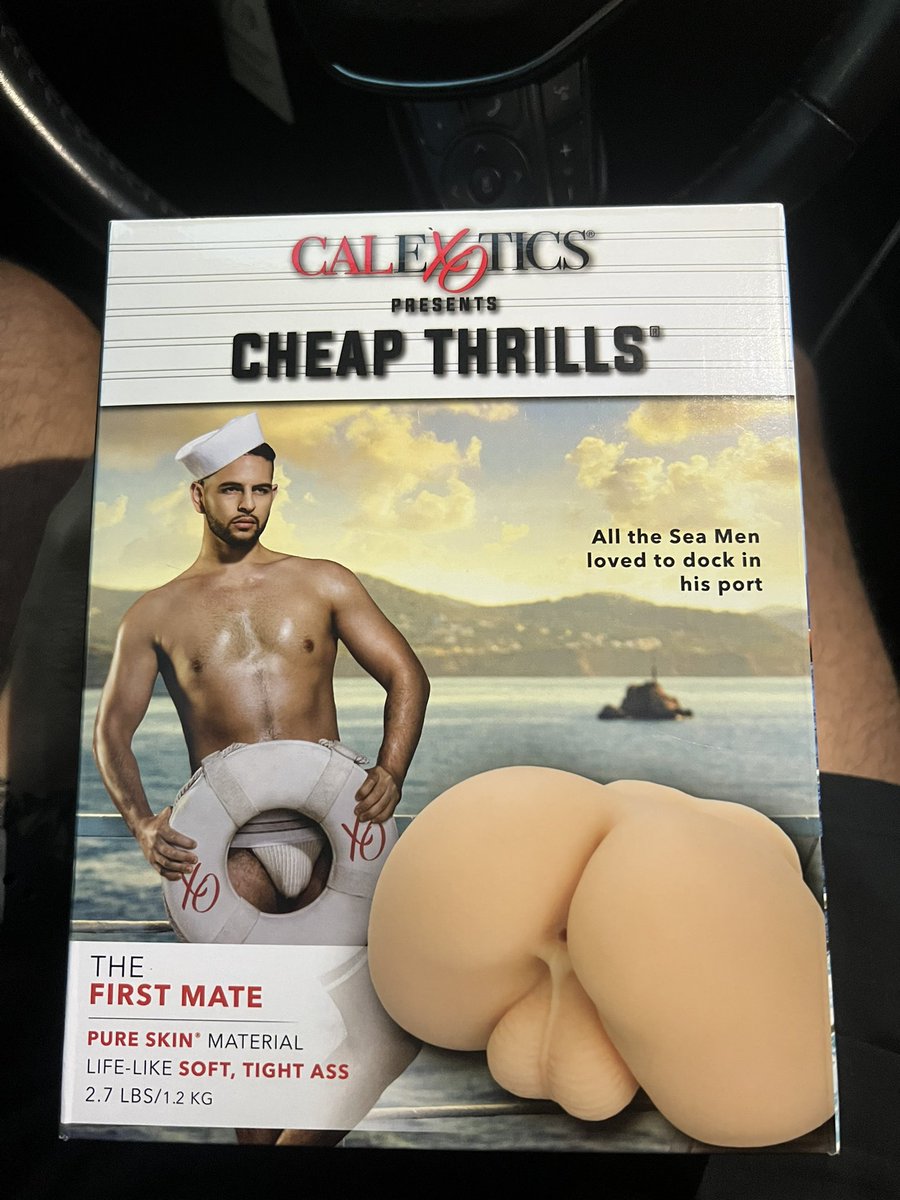 CALEXOTICS®
PRESENTS
CHEAP THRILLS®
All the Sea Men
loved to dock in
his port
XO
XO
THE
FIRST MATE
PURE SKIN® MATERIAL
LIFE-LIKE SOFT, TIGHT ASS
2.7 LBS/1.2 KG